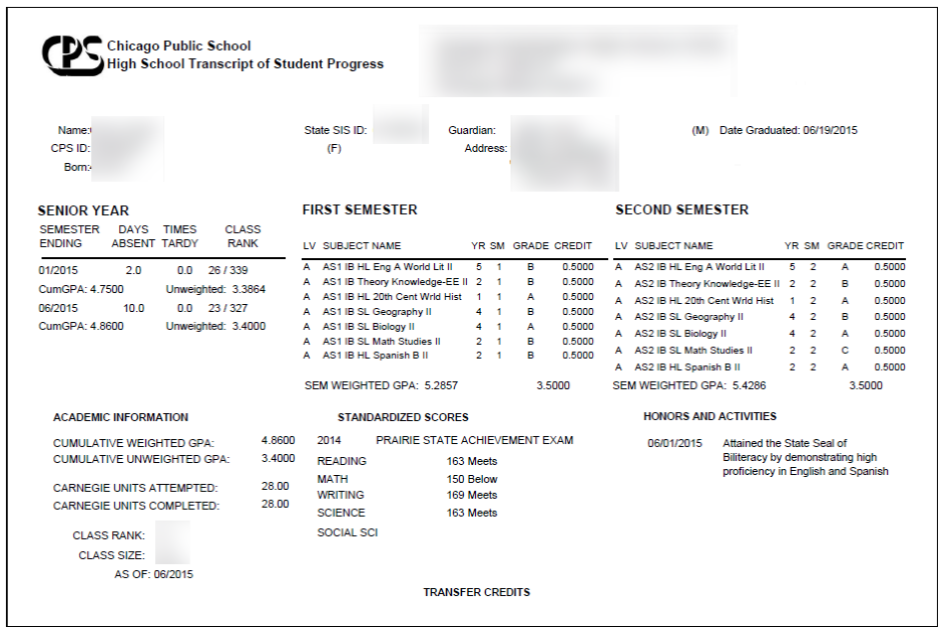 CPS
Chicago Public School
High School Transcript of Student Progress
Name: State SIS ID: Guardian: (M) Date Graduated: 06/19/2015
CPS ID: (F) Address:
Born:
SENIOR YEAR
SEMESTER DAYS TIMES CLASS
ENDING ABSENT TARDY RANK
01/2015 2.0 0.0 26 / 339
CumGPA: 4.7500 Unweighted: 3.3864
06/2015 10.0 0.0 23 / 327
CumGPA: 4.8600 Unweighted: 3.4000
FIRST SEMESTER
LV SUBJECT NAME YR SM GRADE CREDIT
A AS1 IB HL Eng A World Lit II 5 1 B 0.5000
A AS1 IB Theory Knowledge-EE II 2 1 B 0.5000
A AS1 IB HL 20th Cent Wrld Hist 1 1 A 0.5000
A AS1 IB SL Geography II 4 1 B 0.5000
A AS1 IB SL Biology II 4 1 A 0.5000
A AS1 IB SL Math Studies II 2 1 B 0.5000
A AS1 IB HL Spanish B II 2 1 B 0.5000
SEM WEIGHTED GPA: 5.2857 3.5000
SECOND SEMESTER
LV SUBJECT NAME YR SM GRADE CREDIT
A AS2 IB HL Eng A World Lit II 5 2 A 0.5000
A AS2 IB Theory Knowledge-EE II 2 2 B 0.5000
A AS2 IB HL 20th Cent Wrld Hist 1 2 A 0.5000
A AS2 IB SL Geography II 4 2 B 0.5000
A AS2 IB SL Biology II 4 2 A 0.5000
A AS2 IB SL Math Studies II 2 2 C 0.5000
A AS2 IB HL Spanish B II 2 2 A 0.5000
SEM WEIGHTED GPA: 5.4286 3.5000
ACADEMIC INFORMATION
CUMULATIVE WEIGHTED GPA: 4.8600
CUMULATIVE UNWEIGHTED GPA: 3.4000
CARNEGIE UNITS ATTEMPTED: 28.00
CARNEGIE UNITS COMPLETED: 28.00
CLASS RANK:
CLASS SIZE:
AS OF: 06/2015
STANDARDIZED SCORES
2014 PRAIRIE STATE ACHIEVEMENT EXAM
READING 163 Meets
MATH 150 Below
WRITING 169 Meets
SCIENCE 163 Meets
SOCIAL SCI
HONORS AND ACTIVITIES
06/01/2015 Attained the State Seal of
Biliteracy by demonstrating high
proficiency in English and Spanish
TRANSFER CREDITS